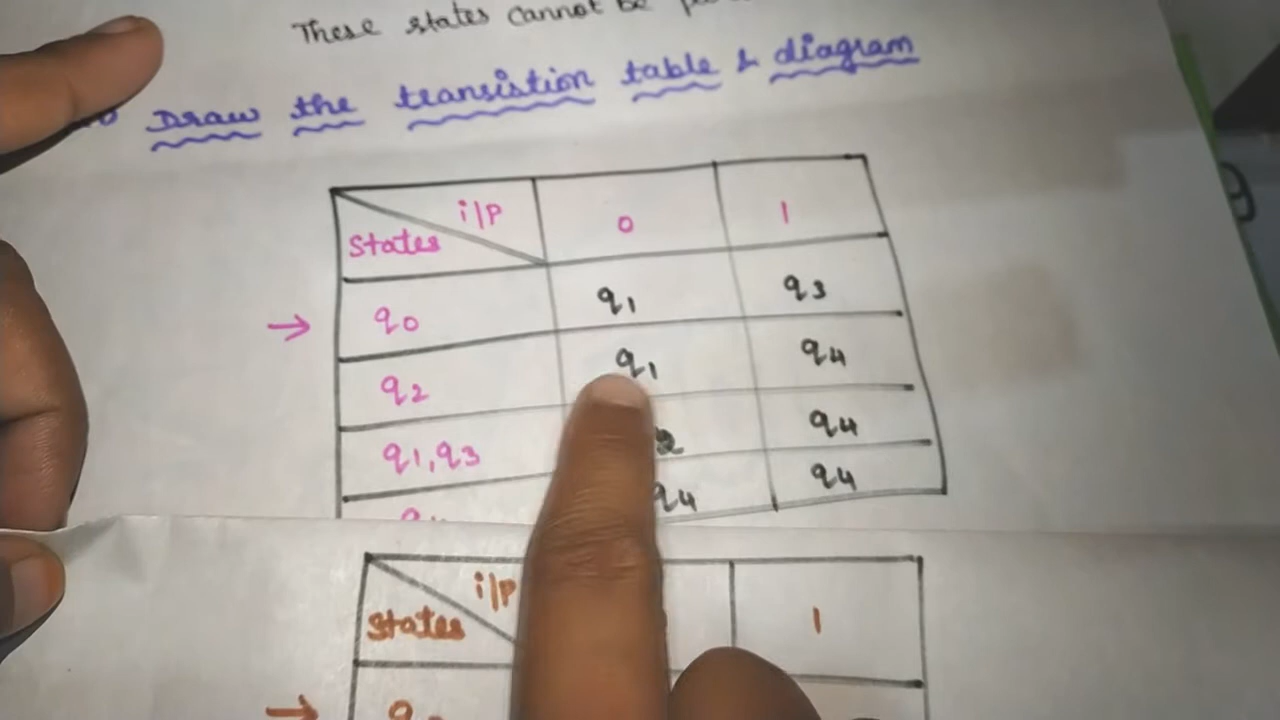 These states cannot be
Draw the transistion table & diagram
States i/p 0 1
→ q0 q1 q3
q2 q1 q4
q1,q3 q4
q4 q4
States i/p 1
→